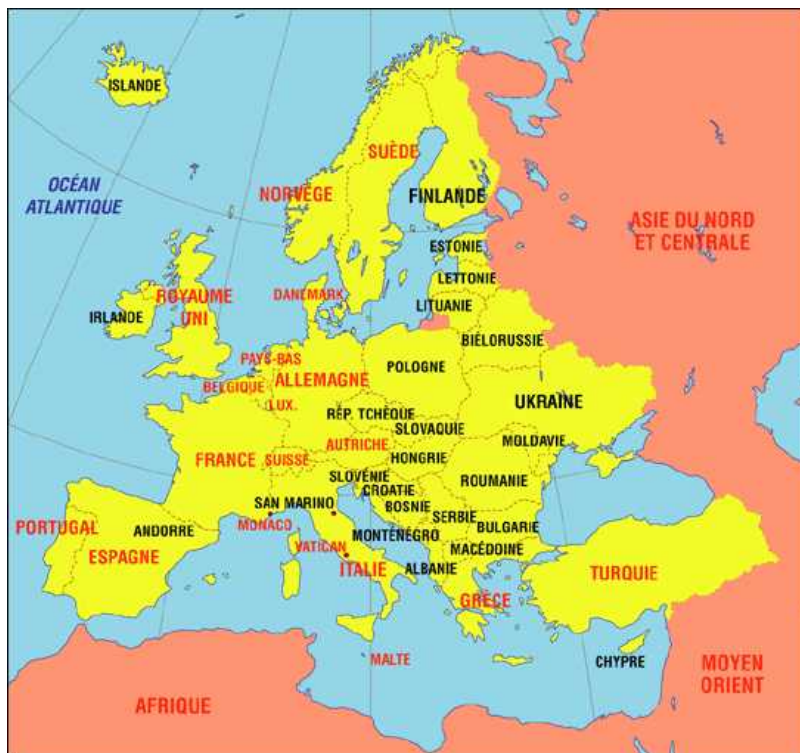 ISLANDE
OCÉAN
ATLANTIQUE
SUÈDE
NORVÈGE
FINLANDE
ASIE DU NORD
ET CENTRALE
ESTONIE
LETTONIE
DANEMARK
LITUANIE
ROYAUME
UNI
IRLANDE
BIÉLORUSSIE
PAYS-BAS
POLOGNE
ALLEMAGNE
BELGIQUE
UKRAINE
LUX.
RÉP. TCHÈQUE
SLOVAQUIE
MOLDAVIE
AUTRICHE
FRANCE
SUISSE
HONGRIE
SLOVÉNIE
ROUMANIE
CROATIE
SAN MARINO
BOSNIE
SERBIE
PORTUGAL
ANDORRE
MONACO
BULGARIE
MONTÉNÉGRO
VATICAN
MACÉDOINE
ESPAGNE
ITALIE
ALBANIE
TURQUIE
GRÈCE
MALTE
CHYPRE
MOYEN
ORIENT
AFRIQUE